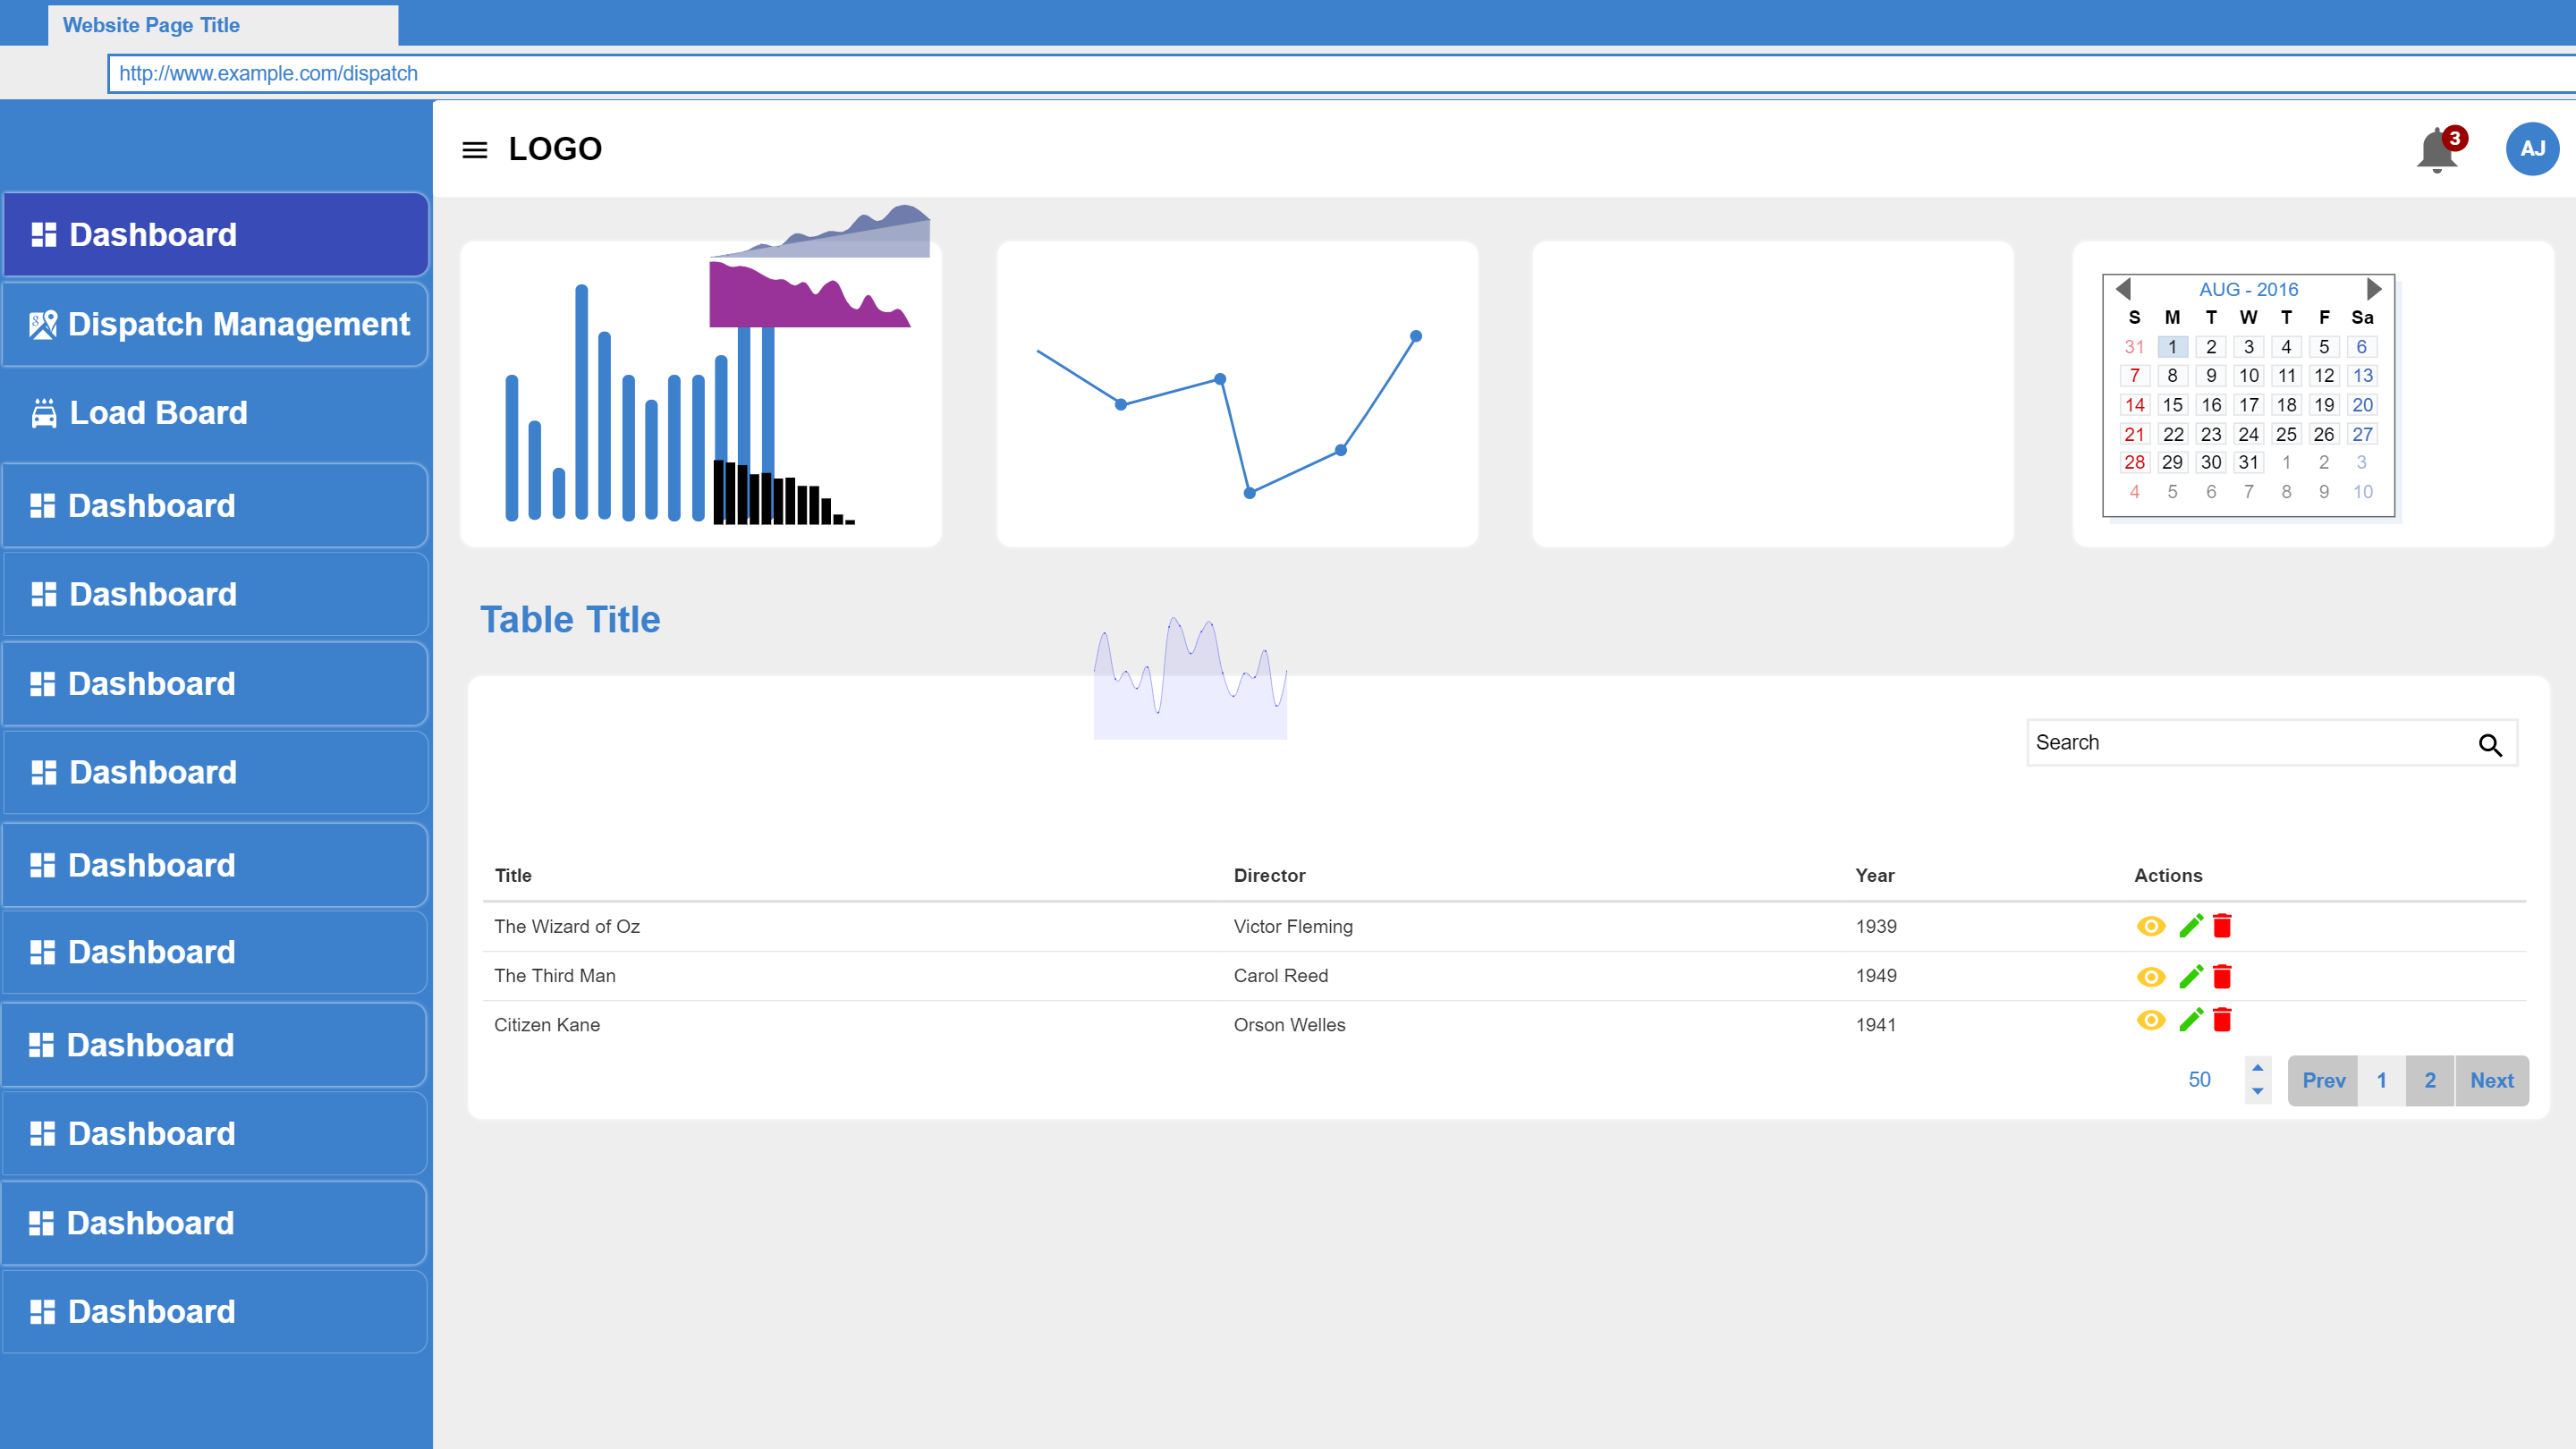 Website Page Title
http://www.example.com/dispatch
LOGO
3
AJ
Dashboard
Dispatch Management
Load Board
Dashboard
Dashboard
Dashboard
Dashboard
Dashboard
Dashboard
Dashboard
Dashboard
Dashboard
Dashboard
AUG - 2016
S M T W T F Sa
31 1 2 3 4 5 6
7 8 9 10 11 12 13
14 15 16 17 18 19 20
21 22 23 24 25 26 27
28 29 30 31 1 2 3
4 5 6 7 8 9 10
Table Title
Search
Title Director Year Actions
The Wizard of Oz Victor Fleming 1939
The Third Man Carol Reed 1949
Citizen Kane Orson Welles 1941
50 Prev 1 2 Next